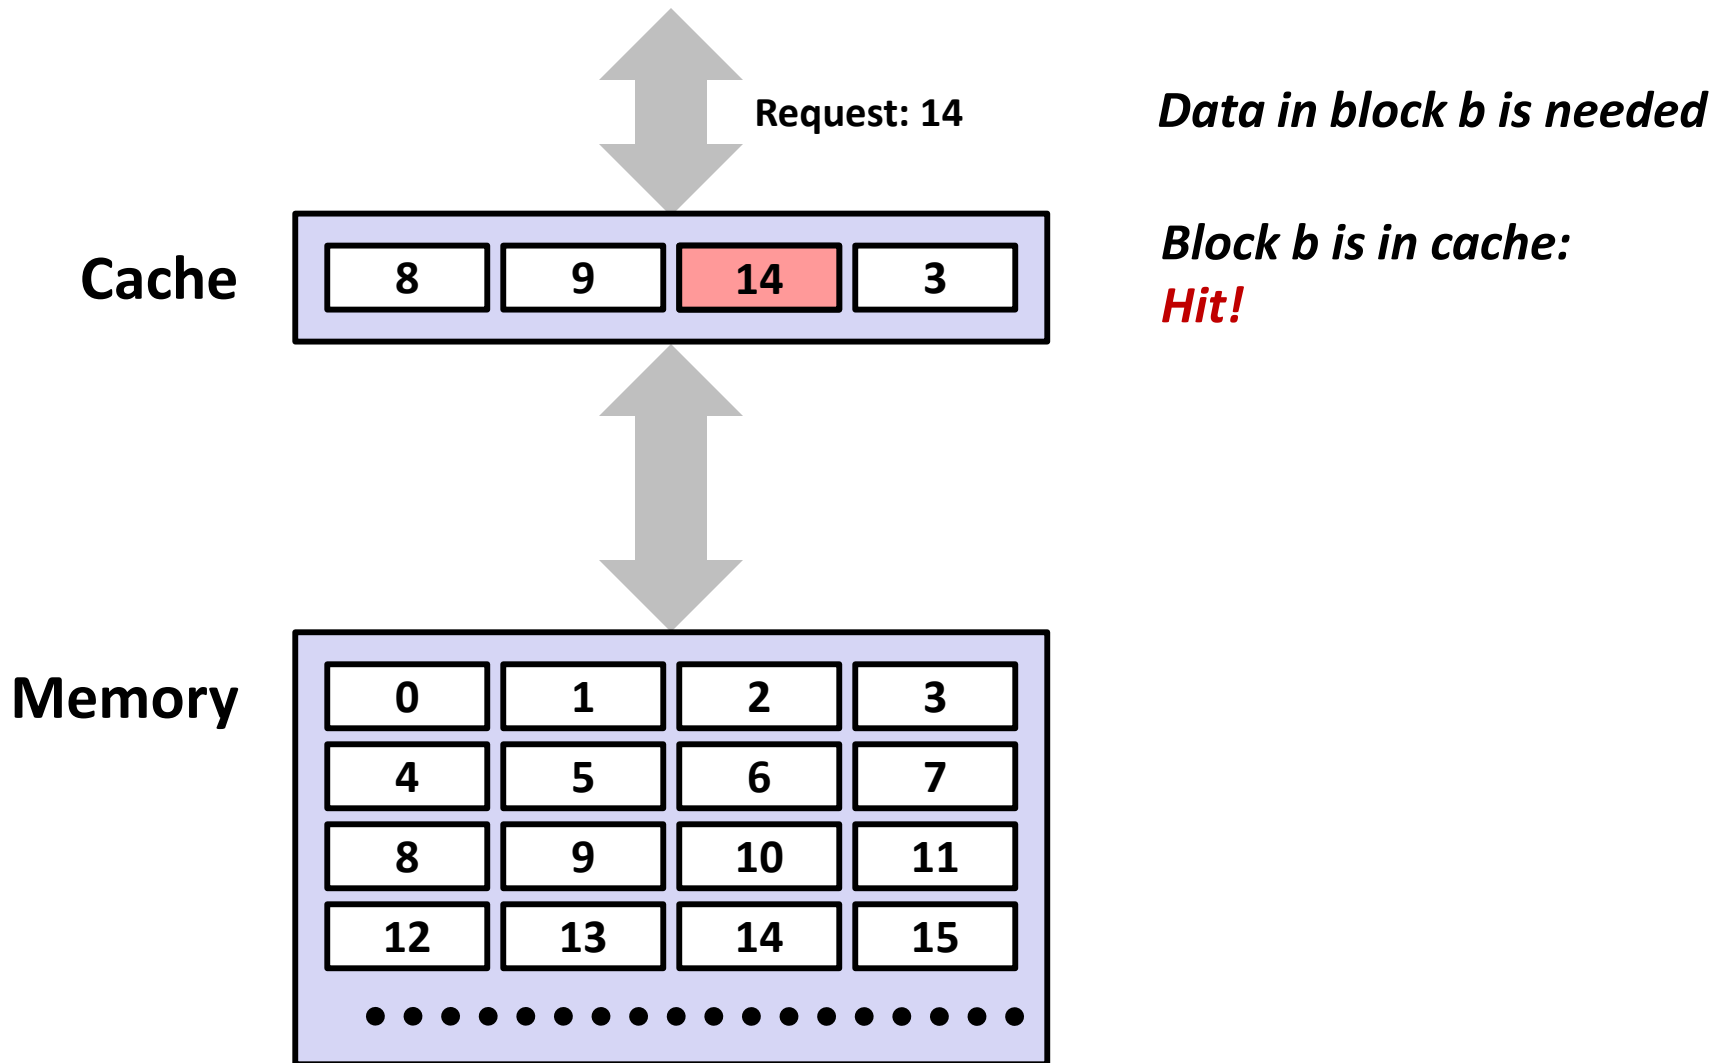 Request: 14
Data in block b is needed
Cache
8 9 14 3
Block b is in cache:
Hit!
Memory
0 1 2 3
4 5 6 7
8 9 10 11
12 13 14 15